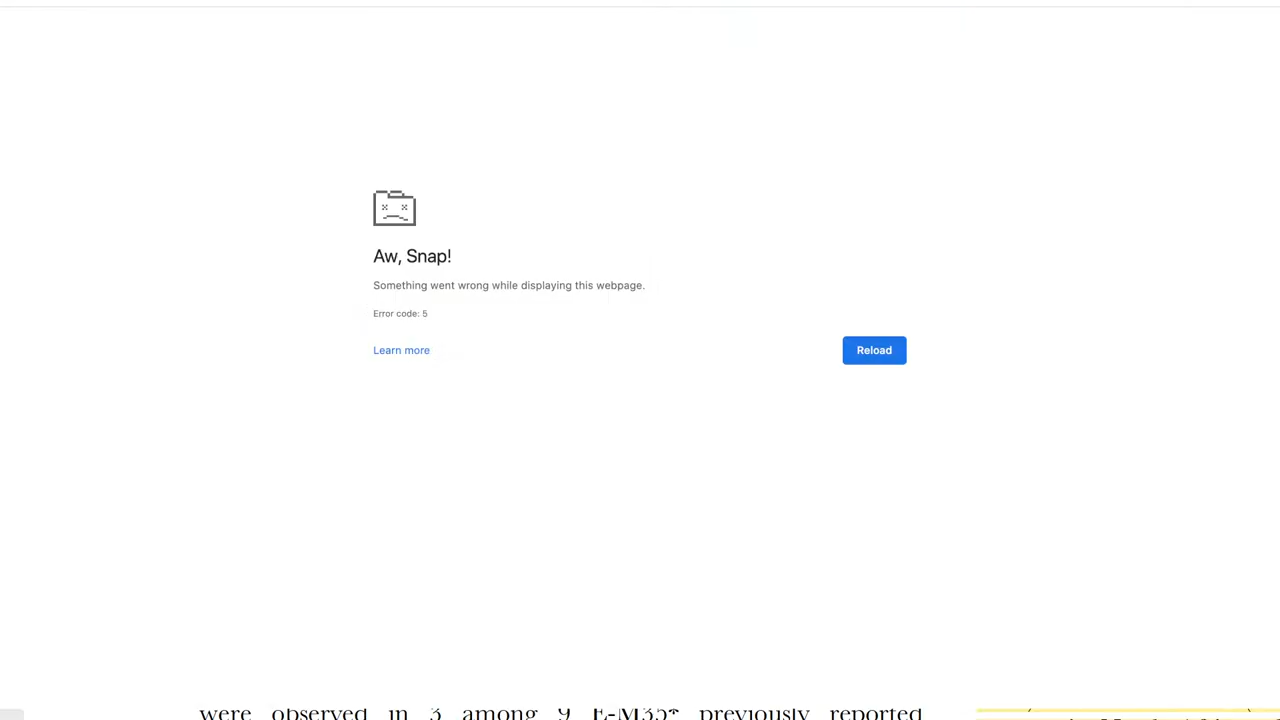 Aw, Snap!
Something went wrong while displaying this webpage.
Error code: 5
Learn more
Reload
were observed in 3 among 9 E-M35* previously reported